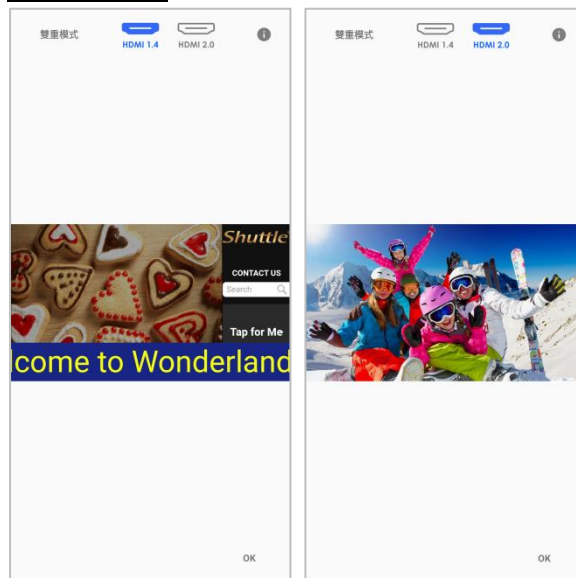 雙重模式
HDMI 1.4
HDMI 2.0
Shuttle
CONTACT US
Search
Tap for Me
come to Wonderland
OK
雙重模式
HDMI 1.4
HDMI 2.0
OK